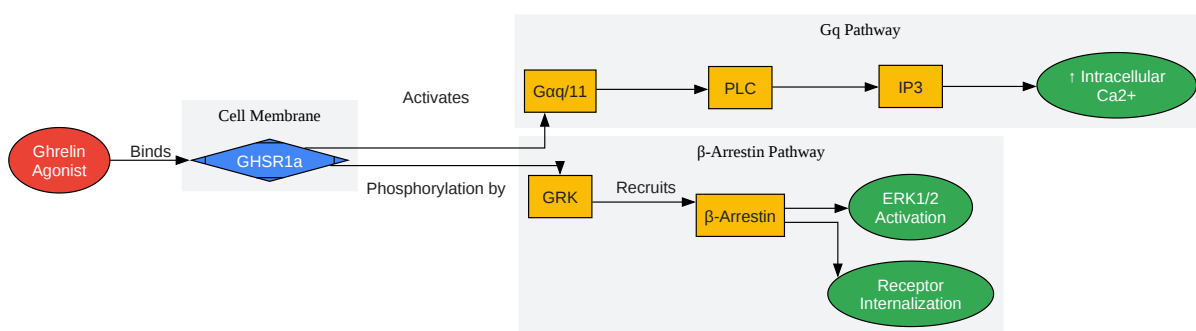 Gq Pathway
Gαq/11
PLC
IP3
↑ Intracellular
Ca2+
Activates
Cell Membrane
Ghrelin
Agonist
Binds
GHSR1a
β-Arrestin Pathway
Phosphorylation by
GRK
Recruits
β-Arrestin
ERK1/2
Activation
Receptor
Internalization